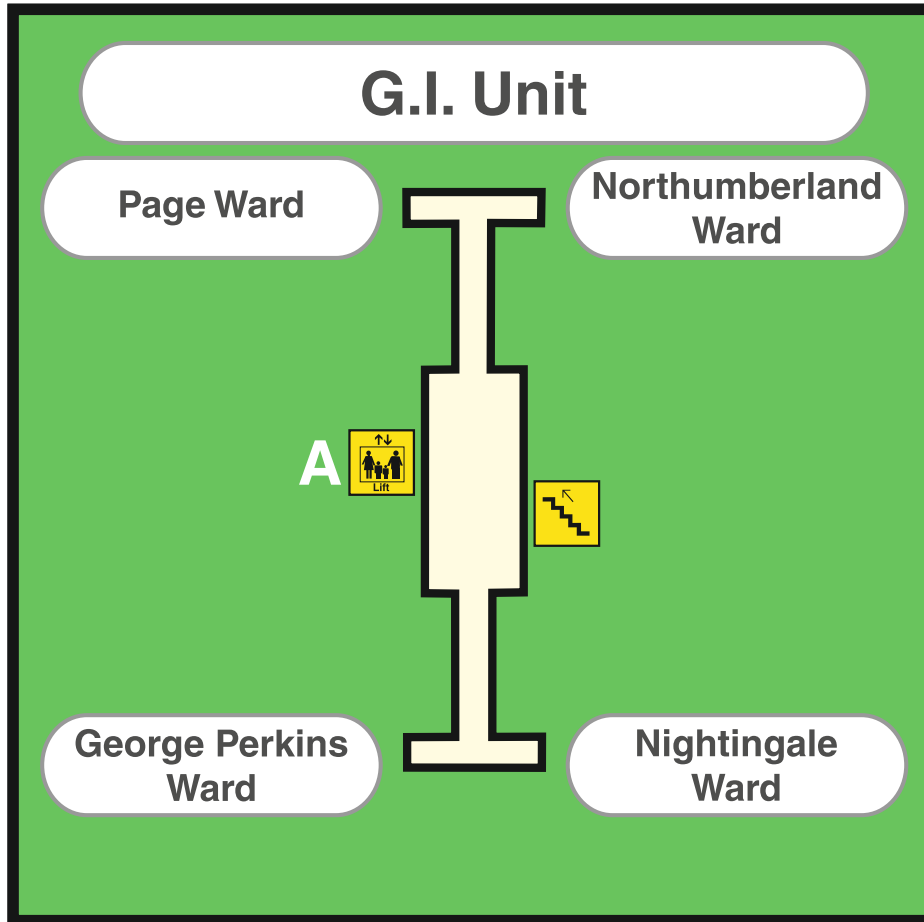 G.I. Unit
Page Ward
Northumberland
Ward
A
Lift
George Perkins
Ward
Nightingale
Ward